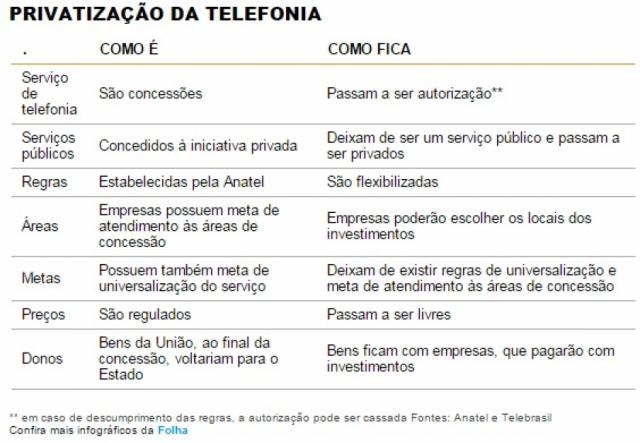 PRIVATIZAÇÃO DA TELEFONIA
. COMO É COMO FICA
Serviço de telefonia São concessões Passam a ser autorização**
Serviços públicos Concedidos à iniciativa privada Deixam de ser um serviço público e passam a ser privados
Regras Estabelecidas pela Anatel São flexibilizadas
Áreas Empresas possuem meta de atendimento às áreas de concessão Empresas poderão escolher os locais dos investimentos
Metas Possuem também meta de universalização do serviço Deixam de existir regras de universalização e meta de atendimento às áreas de concessão
Preços São regulados Passam a ser livres
Donos Bens da União, ao final da concessão, voltariam para o Estado Bens ficam com empresas, que pagarão com investimentos
** em caso de descumprimento das regras, a autorização pode ser cassada Fontes: Anatel e Telebrasil
Confira mais infográficos da Folha